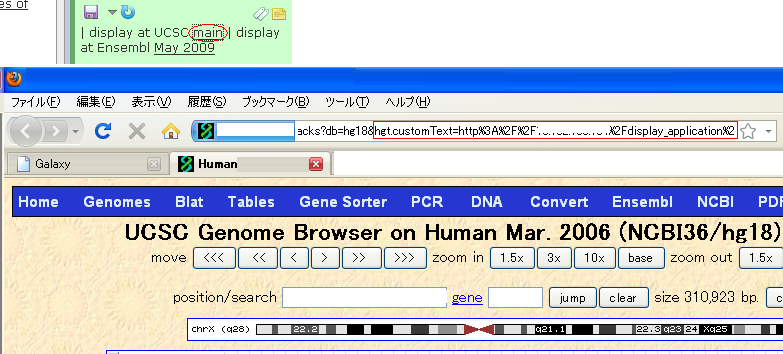 es of
| display at UCSC main | display
at Ensembl May 2009
ファイル(F) 編集(E) 表示(V) 履歴(S) ブックマーク(B) ツール(T) ヘルプ(H)
acks?db=hg18&hgt.customText=http%3A%2F%2F %2Fdisplay_application%2
Galaxy Human
Home Genomes Blat Tables Gene Sorter PCR DNA Convert Ensembl NCBI PDF
UCSC Genome Browser on Human Mar. 2006 (NCBI36/hg18)
move <<< << < > >> >>> zoom in 1.5x 3x 10x base zoom out 1.5x
position/search gene jump clear size 310,923 bp. c
chrX (q28) 22.2 q21.1 22.3 q23 24 Xq25